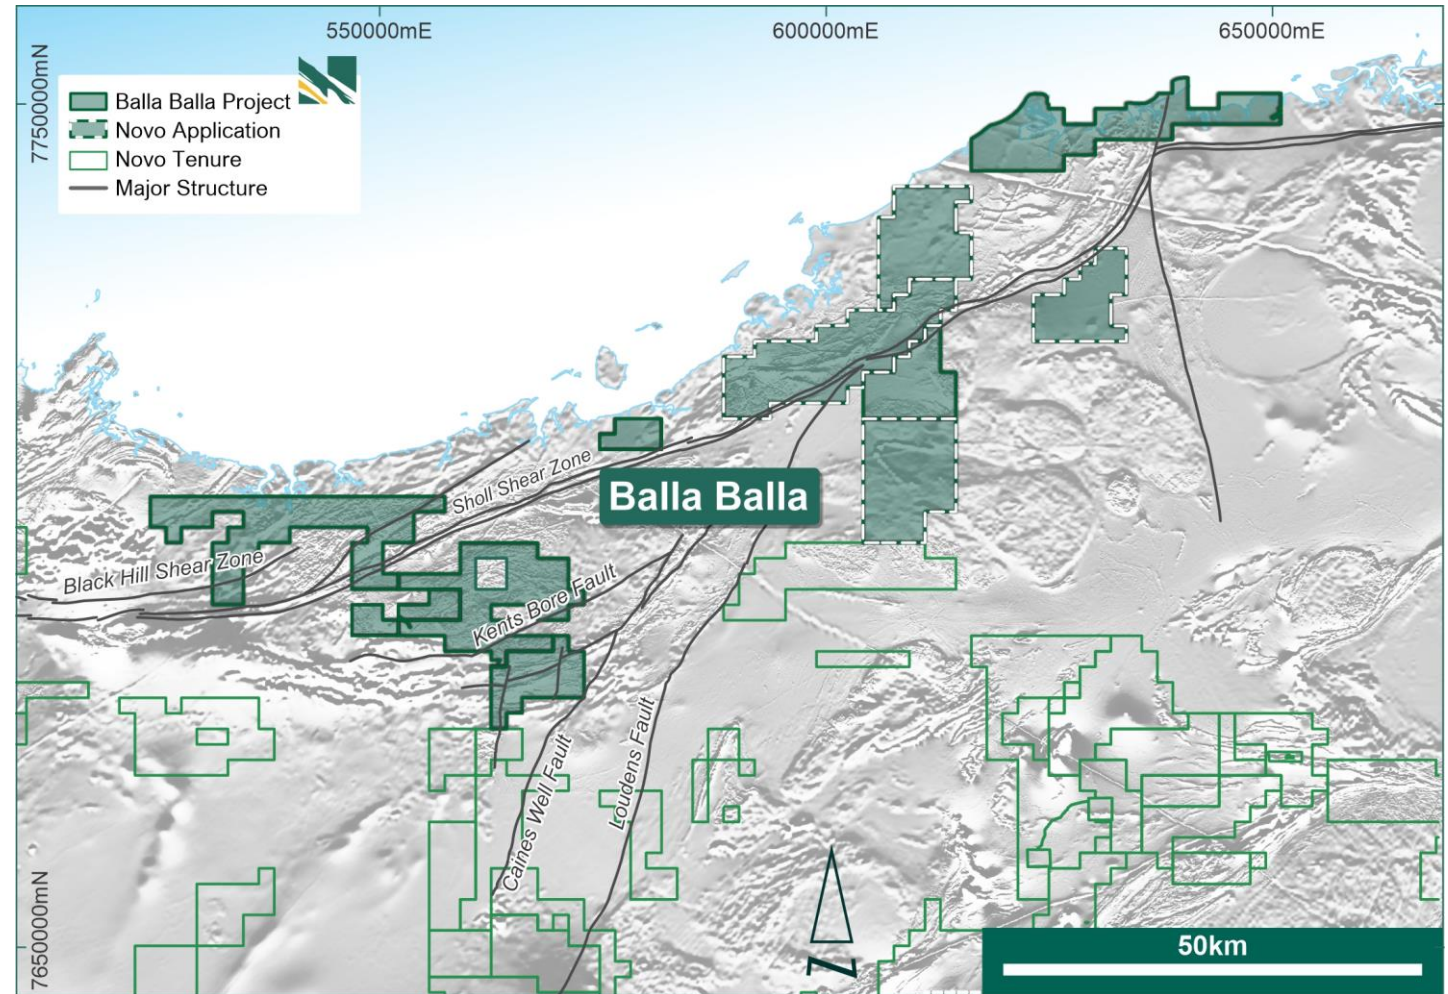 550000mE
600000mE
650000mE
7750000mN
Balla Balla Project
Novo Application
Novo Tenure
Major Structure
Sholl Shear Zone
Balla Balla
Black Hill Shear Zone
Kents Bore Fault
Caines Well Fault
Loudens Fault
7650000mN
N
50km